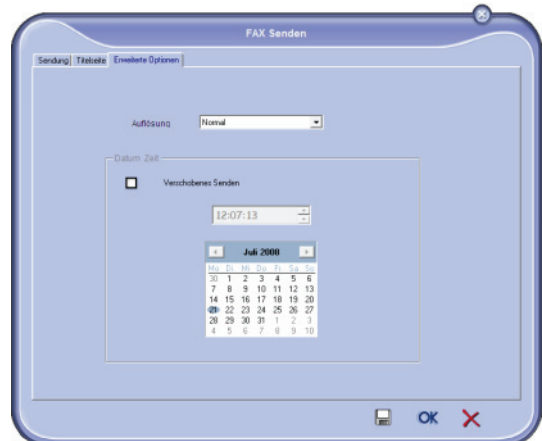 FAX Senden
Sendung Titelseite Erweiterte Optionen
Auflösung Normal
Datum Zeit
Verschobenes Senden
12:07:13
Juli 2008
Mo Di Mi Do Fr Sa So
30 1 2 3 4 5 6
7 8 9 10 11 12 13
14 15 16 17 18 19 20
21 22 23 24 25 26 27
28 29 30 31 1 2 3
4 5 6 7 8 9 10
OK